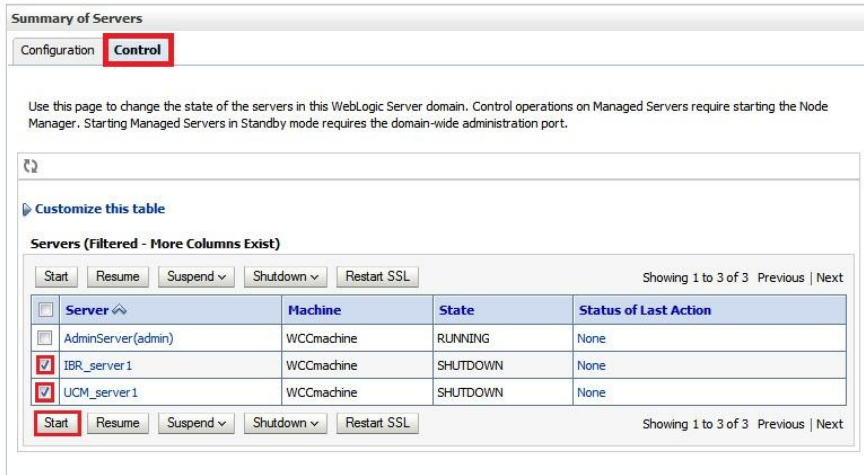 Summary of Servers
Configuration Control
Use this page to change the state of the servers in this WebLogic Server domain. Control operations on Managed Servers require starting the Node
Manager. Starting Managed Servers in Standby mode requires the domain-wide administration port.
Customize this table
Servers (Filtered - More Columns Exist)
Start Resume Suspend Shutdown Restart SSL Showing 1 to 3 of 3 Previous | Next
Server Machine State Status of Last Action
AdminServer(admin) WCCmachine RUNNING None
IBR_server1 WCCmachine SHUTDOWN None
UCM_server1 WCCmachine SHUTDOWN None
Start Resume Suspend Shutdown Restart SSL Showing 1 to 3 of 3 Previous | Next